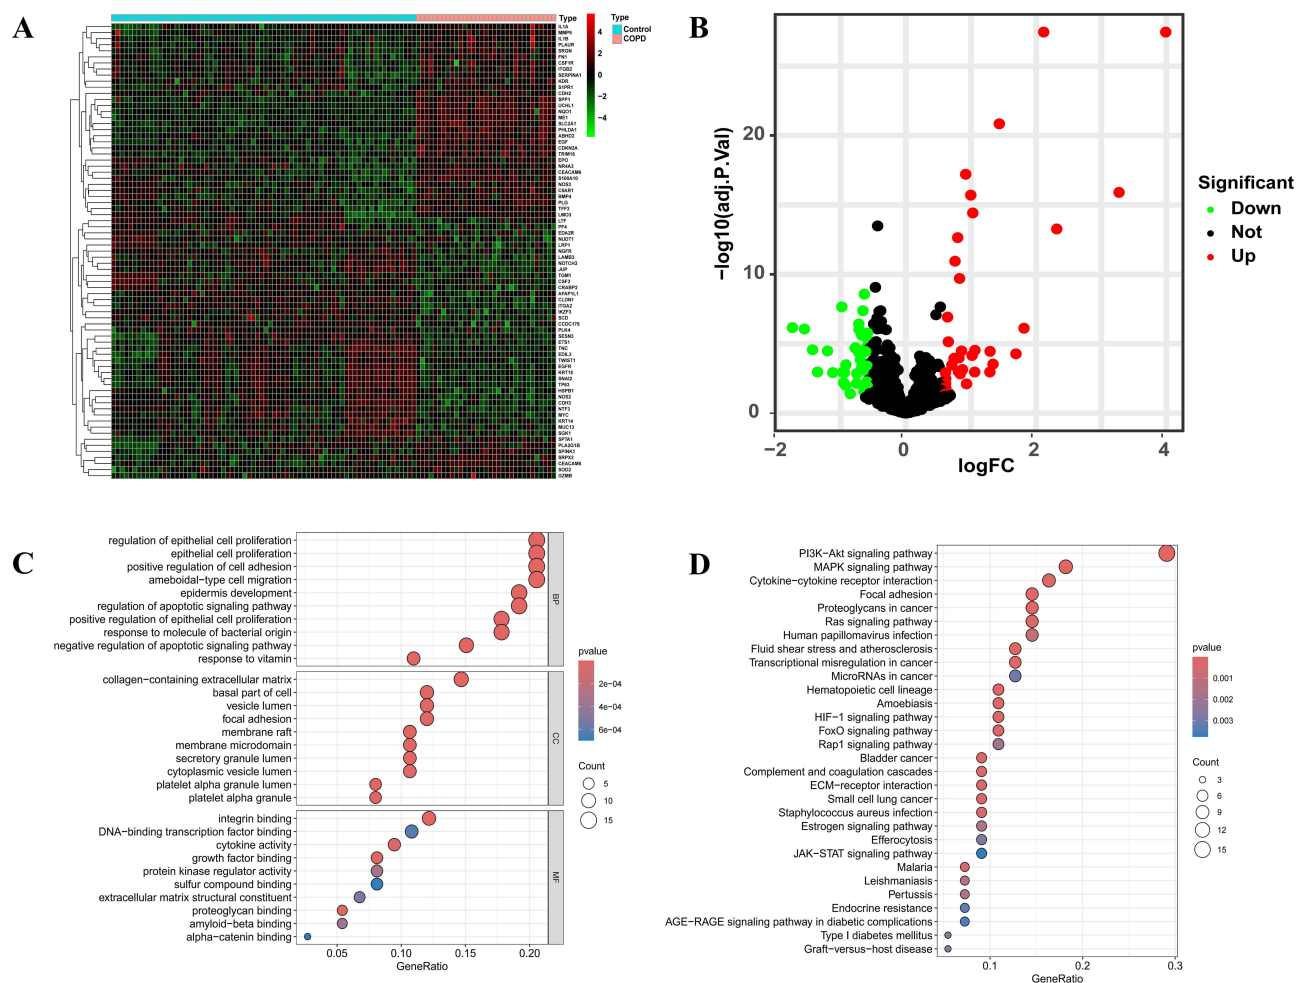 A
Type
IL1A
MMP9
IL1B
PLAUR
SRGN
FN1
CSF1R
ITGB2
SERPINA1
KDR
S1PR1
CDH2
SPP1
UCHL1
NQO1
ME1
SLC2A1
PHLDA1
ABHD2
EGF
CDKN2A
TRIM16
EPO
NR4A3
CEACAM6
S100A10
NOS3
C5AR1
BMP4
PLG
TFF3
LMO3
LTF
PF4
EDA2R
NUDT1
LRP1
NGFR
LAMB3
NOTCH3
JUP
TGM1
CSF3
CRABP2
AFAP1L1
CLDN1
ITGA2
IKZF3
SCD
CCDC178
PLK4
SESN3
ETS1
TNC
EDIL3
TWIST1
EGFR
KRT15
SNAI2
TP63
HSPB1
NOS2
CDH3
NTF3
MYC
KRT14
MUC13
SGK1
SPTA1
PLA2G1B
SPINK1
SRPX2
CEACAM5
SOD2
GZMB
4
2
0
−2
−4
Type
Control
COPD
B
−log10(adj.P.Val)
20
10
0
−2
0
2
4
logFC
Significant
Down
Not
Up
C
regulation of epithelial cell proliferation
epithelial cell proliferation
positive regulation of cell adhesion
ameboidal−type cell migration
epidermis development
regulation of apoptotic signaling pathway
positive regulation of epithelial cell proliferation
response to molecule of bacterial origin
negative regulation of apoptotic signaling pathway
response to vitamin
BP
collagen−containing extracellular matrix
basal part of cell
vesicle lumen
focal adhesion
membrane raft
membrane microdomain
secretory granule lumen
cytoplasmic vesicle lumen
platelet alpha granule lumen
platelet alpha granule
CC
integrin binding
DNA−binding transcription factor binding
cytokine activity
growth factor binding
protein kinase regulator activity
sulfur compound binding
extracellular matrix structural constituent
proteoglycan binding
amyloid−beta binding
alpha−catenin binding
MF
0.05
0.10
0.15
0.20
GeneRatio
pvalue
2e−04
4e−04
6e−04
Count
5
10
15
D
PI3K−Akt signaling pathway
MAPK signaling pathway
Cytokine−cytokine receptor interaction
Focal adhesion
Proteoglycans in cancer
Ras signaling pathway
Human papillomavirus infection
Fluid shear stress and atherosclerosis
Transcriptional misregulation in cancer
MicroRNAs in cancer
Hematopoietic cell lineage
Amoebiasis
HIF−1 signaling pathway
FoxO signaling pathway
Rap1 signaling pathway
Bladder cancer
Complement and coagulation cascades
ECM−receptor interaction
Small cell lung cancer
Staphylococcus aureus infection
Estrogen signaling pathway
Efferocytosis
JAK−STAT signaling pathway
Malaria
Leishmaniasis
Pertussis
Endocrine resistance
AGE−RAGE signaling pathway in diabetic complications
Type I diabetes mellitus
Graft−versus−host disease
0.1
0.2
0.3
GeneRatio
pvalue
0.001
0.002
0.003
Count
3
6
9
12
15